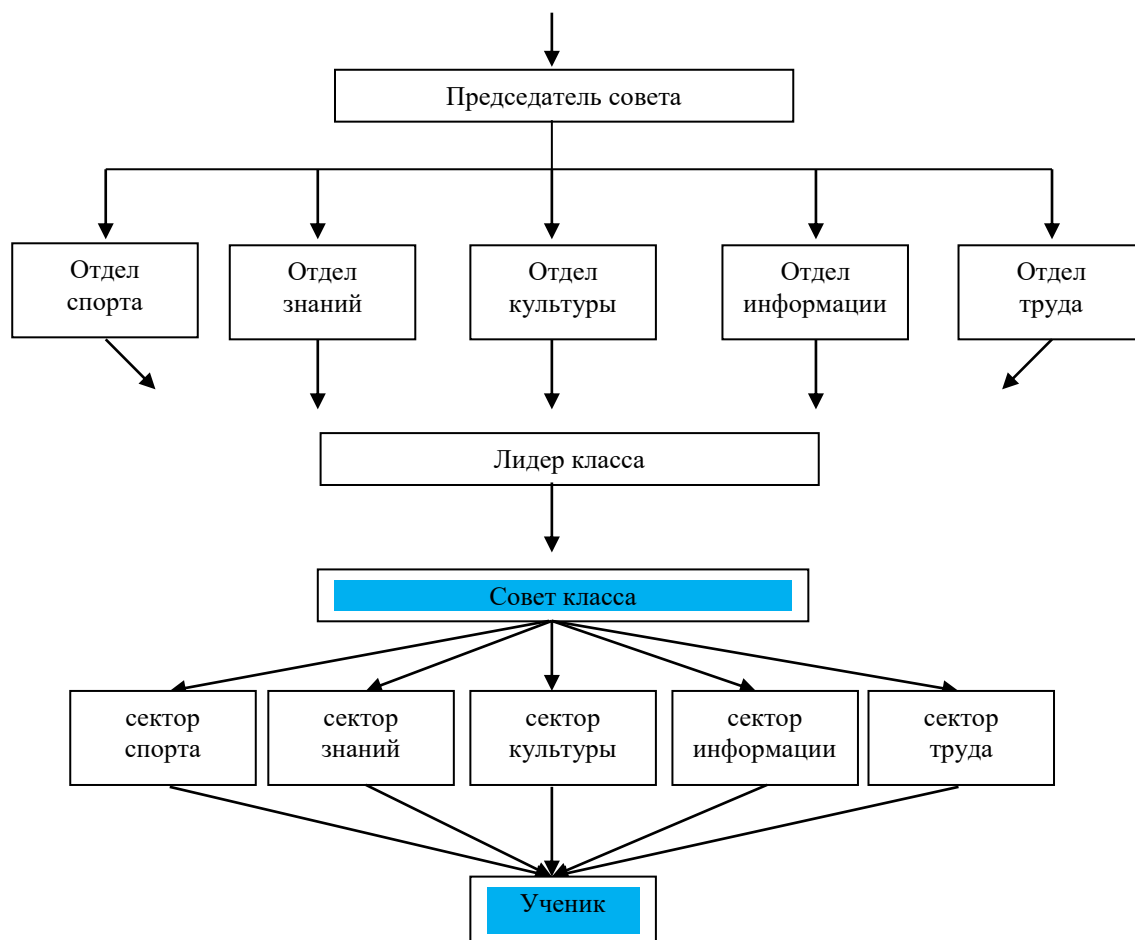 Председатель совета
Отдел
спорта
Отдел
знаний
Отдел
культуры
Отдел
информации
Отдел
труда
Лидер класса
Совет класса
сектор
спорта
сектор
знаний
сектор
культуры
сектор
информации
сектор
труда
Ученик